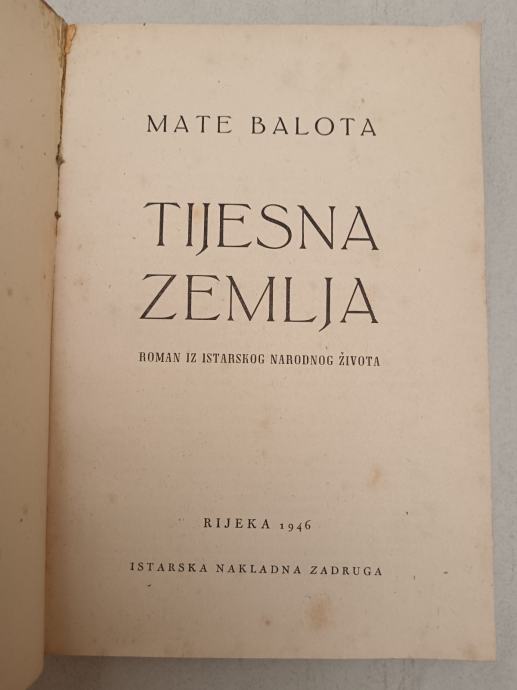 MATE BALOTA
TIJESNA
ZEMLJA
ROMAN IZ ISTARSKOG NARODNOG ŽIVOTA
RIJEKA 1946
ISTARSKA NAKLADNA ZADRUGA